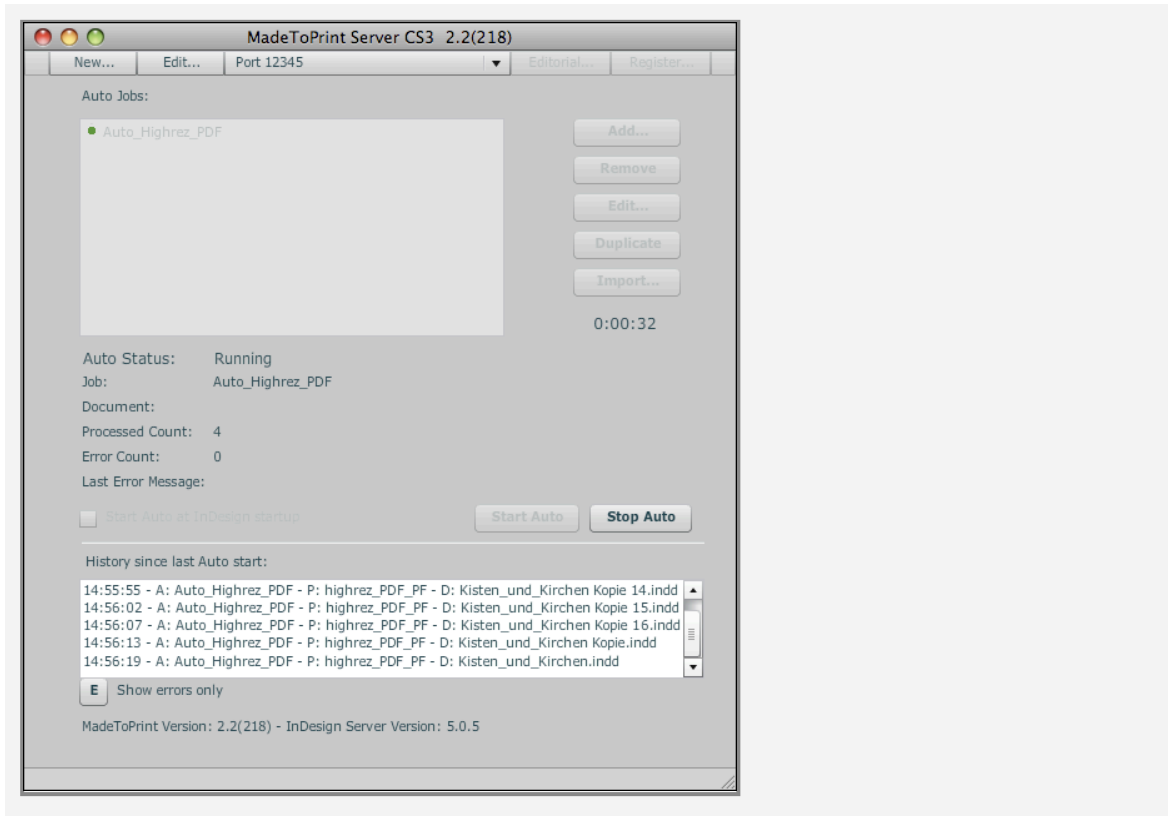 MadeToPrint Server CS3 2.2(218)
New... Edit... Port 12345 Editorial... Register...
Auto Jobs:
Auto_Highrez_PDF
Add...
Remove
Edit...
Duplicate
Import...
0:00:32
Auto Status: Running
Job: Auto_Highrez_PDF
Document:
Processed Count: 4
Error Count: 0
Last Error Message:
Start Auto at InDesign startup Start Auto Stop Auto
History since last Auto start:
14:55:55 - A: Auto_Highrez_PDF - P: highrez_PDF_PF - D: Kisten_und_Kirchen Kopie 14.indd
14:56:02 - A: Auto_Highrez_PDF - P: highrez_PDF_PF - D: Kisten_und_Kirchen Kopie 15.indd
14:56:07 - A: Auto_Highrez_PDF - P: highrez_PDF_PF - D: Kisten_und_Kirchen Kopie 16.indd
14:56:13 - A: Auto_Highrez_PDF - P: highrez_PDF_PF - D: Kisten_und_Kirchen Kopie.indd
14:56:19 - A: Auto_Highrez_PDF - P: highrez_PDF_PF - D: Kisten_und_Kirchen.indd
E Show errors only
MadeToPrint Version: 2.2(218) - InDesign Server Version: 5.0.5